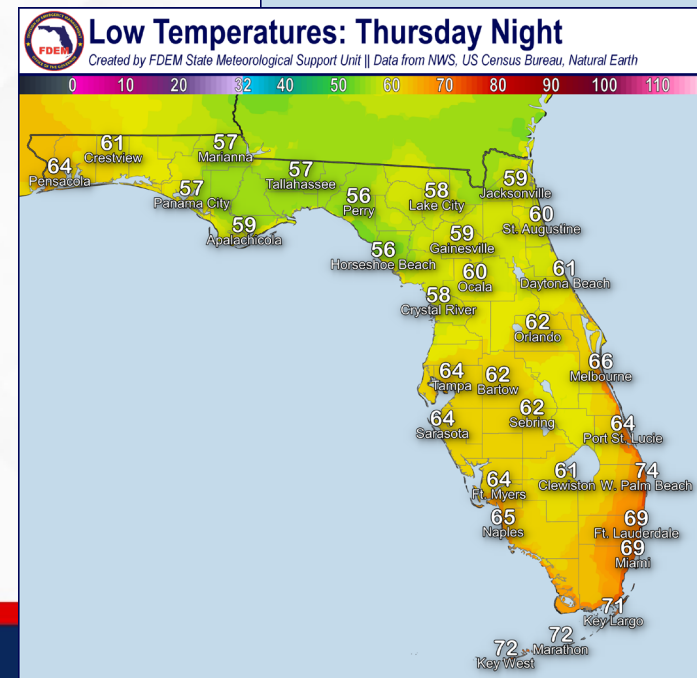 Low Temperatures: Thursday Night
FDEM
Created by FDEM State Meteorological Support Unit || Data from NWS, US Census Bureau, Natural Earth
0 10 20 32 40 50 60 70 80 90 100 110
61
Crestview
57
Marianna
64
Pensacola
57
Tallahassee
57
Panama City
56
Perry
58
Lake City
59
Jacksonville
59
Apalachicola
60
St. Augustine
59
Gainesville
56
Horseshoe Beach
60
Ocala
61
Daytona Beach
58
Crystal River
62
Orlando
66
Melbourne
64
Tampa
62
Bartow
64
Sarasota
62
Sebring
64
Port St. Lucie
64
Ft. Myers
61
Clewiston
74
W. Palm Beach
65
Naples
69
Ft. Lauderdale
69
Miami
71
Key Largo
72
Marathon
72
Key West